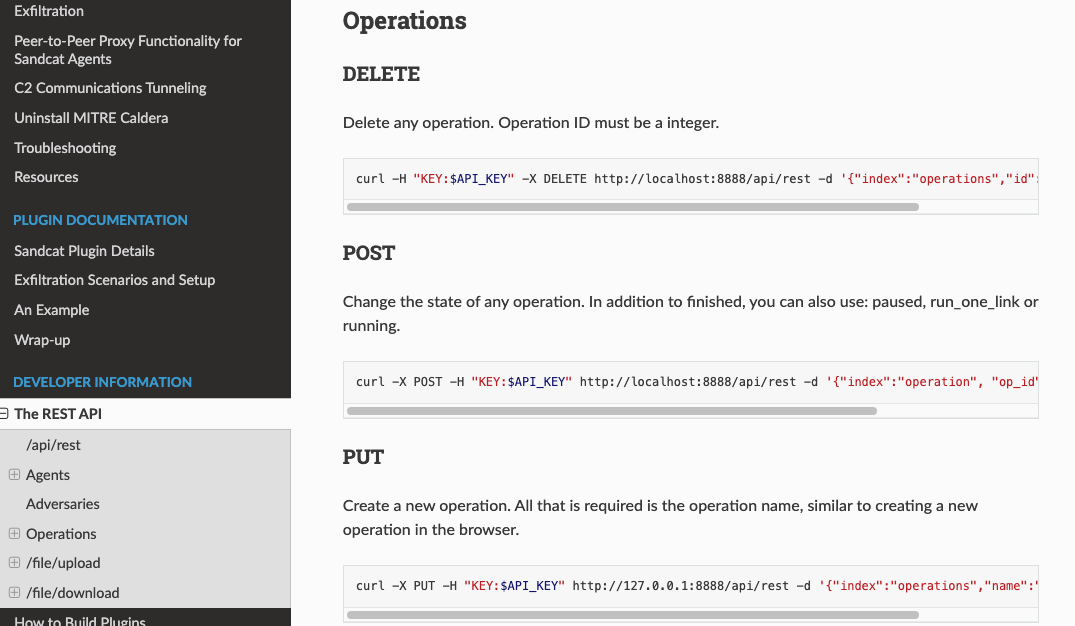 Exfiltration
Peer-to-Peer Proxy Functionality for
Sandcat Agents
C2 Communications Tunneling
Uninstall MITRE Caldera
Troubleshooting
Resources
PLUGIN DOCUMENTATION
Sandcat Plugin Details
Exfiltration Scenarios and Setup
An Example
Wrap-up
DEVELOPER INFORMATION
The REST API
/api/rest
Agents
Adversaries
Operations
/file/upload
/file/download
How to Build Plugins
Operations
DELETE
Delete any operation. Operation ID must be a integer.
curl -H "KEY:$API_KEY" -X DELETE http://localhost:8888/api/rest -d '{"index":"operations","id":
POST
Change the state of any operation. In addition to finished, you can also use: paused, run_one_link or
running.
curl -X POST -H "KEY:$API_KEY" http://localhost:8888/api/rest -d '{"index":"operation", "op_id"
PUT
Create a new operation. All that is required is the operation name, similar to creating a new
operation in the browser.
curl -X PUT -H "KEY:$API_KEY" http://127.0.0.1:8888/api/rest -d '{"index":"operations","name":"